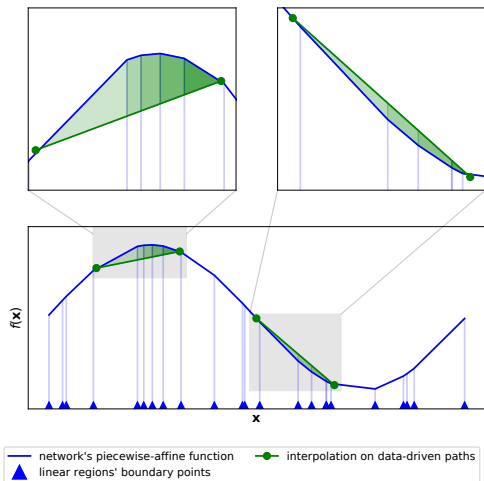 f(x)
x
network's piecewise-affine function
linear regions' boundary points
interpolation on data-driven paths